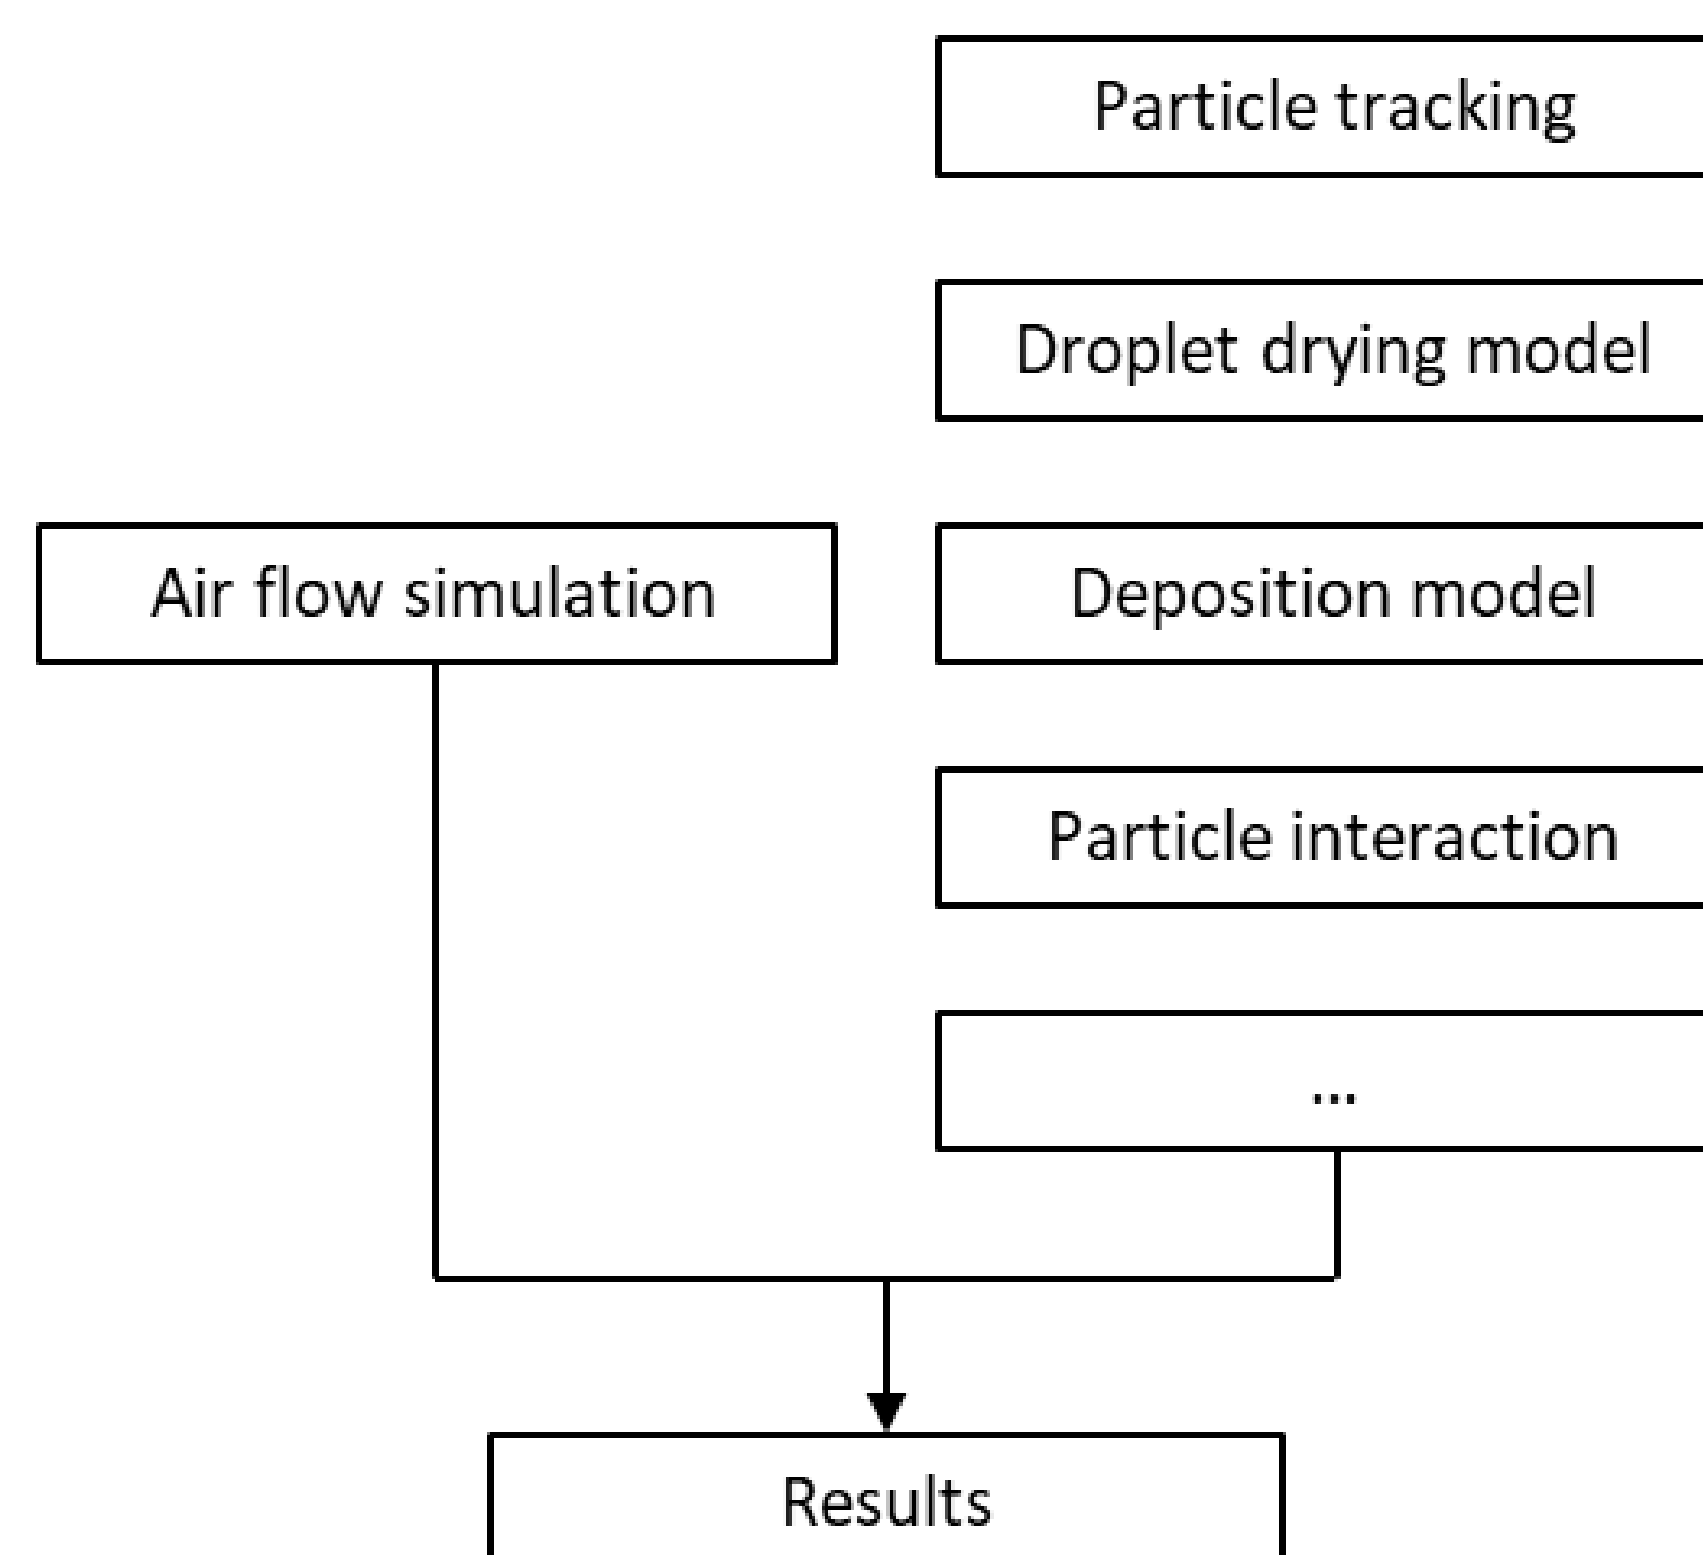 Particle tracking
Droplet drying model
Air flow simulation
Deposition model
Particle interaction
...
Results